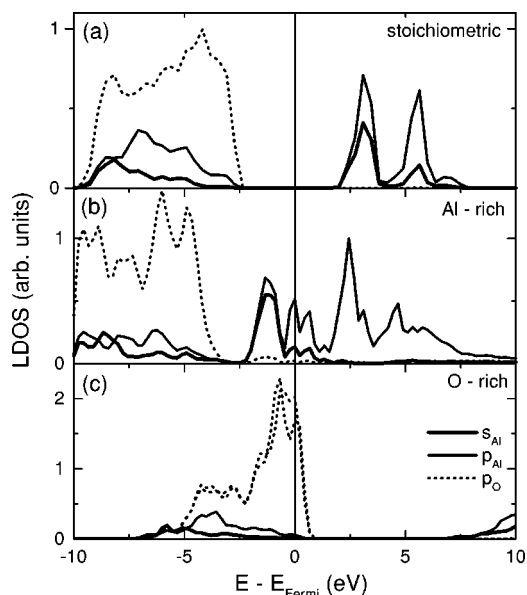 (a)
stoichiometric
1
0
(b)
Al - rich
1
0
(c)
O - rich
2
1
0
s_Al
p_Al
p_O
LDOS (arb. units)
-10 -5 0 5 10
E - E_Fermi (eV)